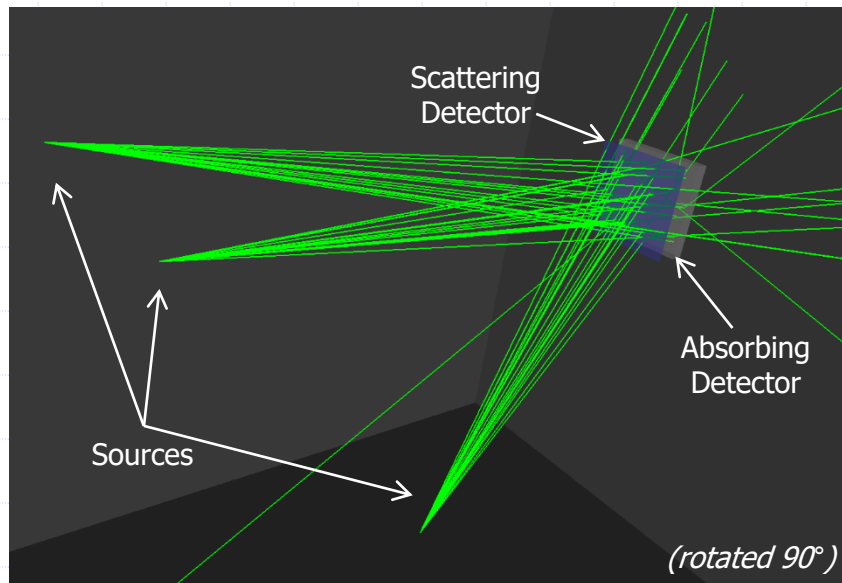 Scattering
Detector
Absorbing
Detector
Sources
(rotated 90°)